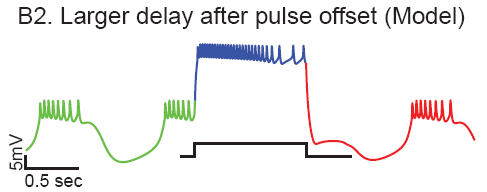 B2. Larger delay after pulse offset (Model)
5mV
0.5 sec